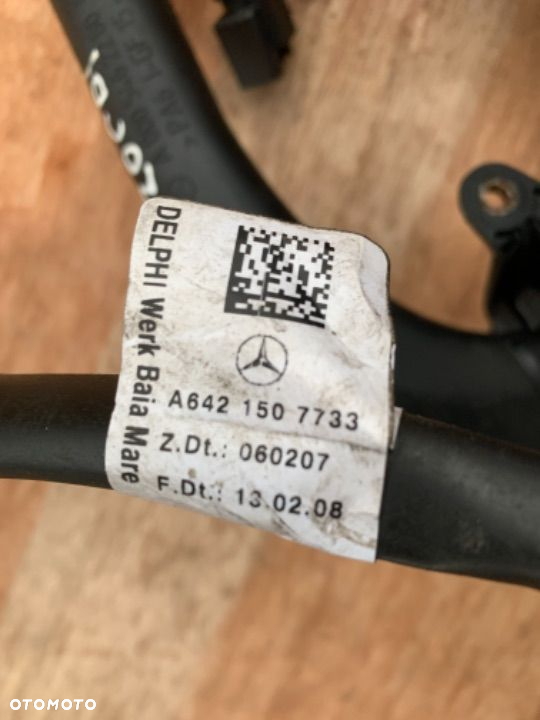 DELPHI Werk Baia Mare
A642 150 7733
Z.Dt.: 060207
F.Dt.: 13.02.08
OTOMOTO